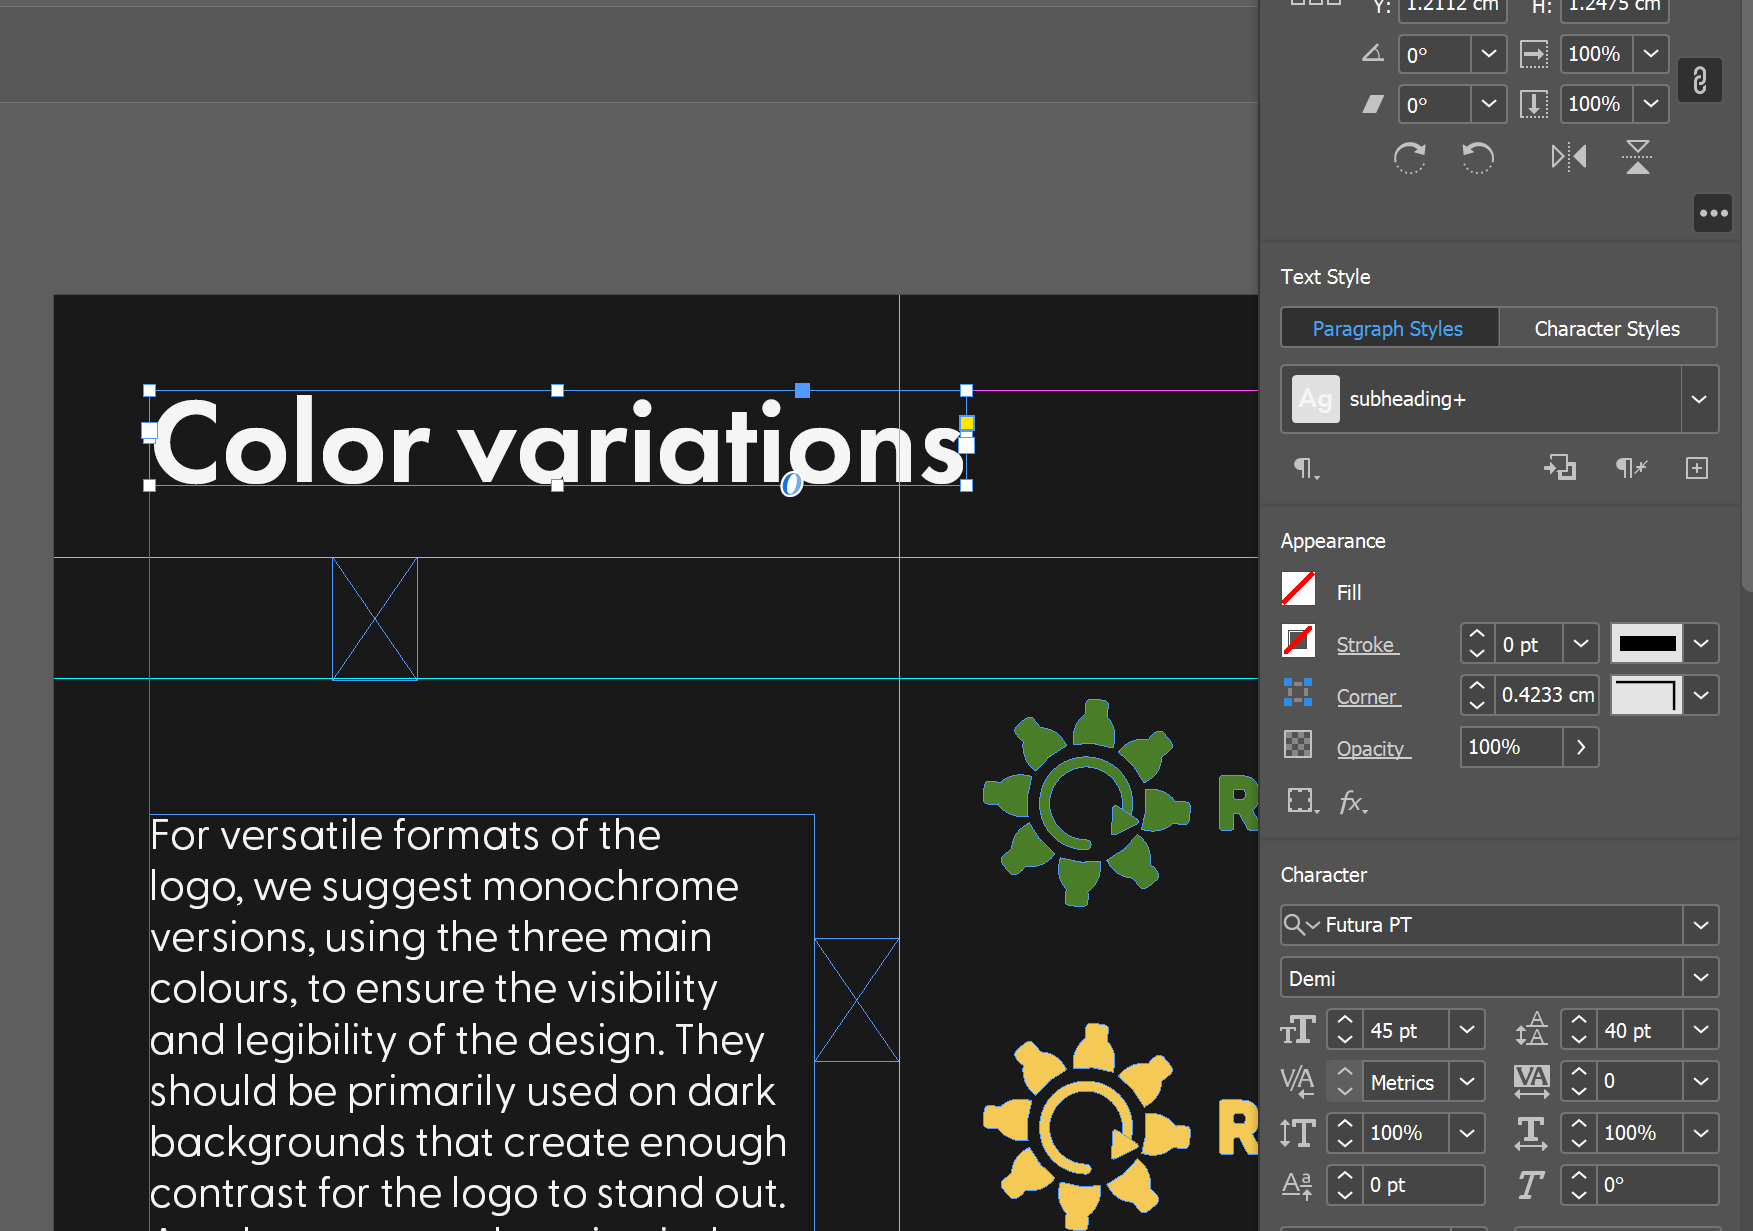 Y: 1.2112 cm H: 1.2475 cm
0° 100%
0° 100%
Text Style
Paragraph Styles Character Styles
Ag subheading+
Appearance
Fill
Stroke 0 pt
Corner 0.4233 cm
Opacity 100%
fx.
Character
Futura PT
Demi
45 pt 40 pt
Metrics 0
100% 100%
0 pt 0°
Color variations
For versatile formats of the
logo, we suggest monochrome
versions, using the three main
colours, to ensure the visibility
and legibility of the design. They
should be primarily used on dark
backgrounds that create enough
contrast for the logo to stand out.
R
R